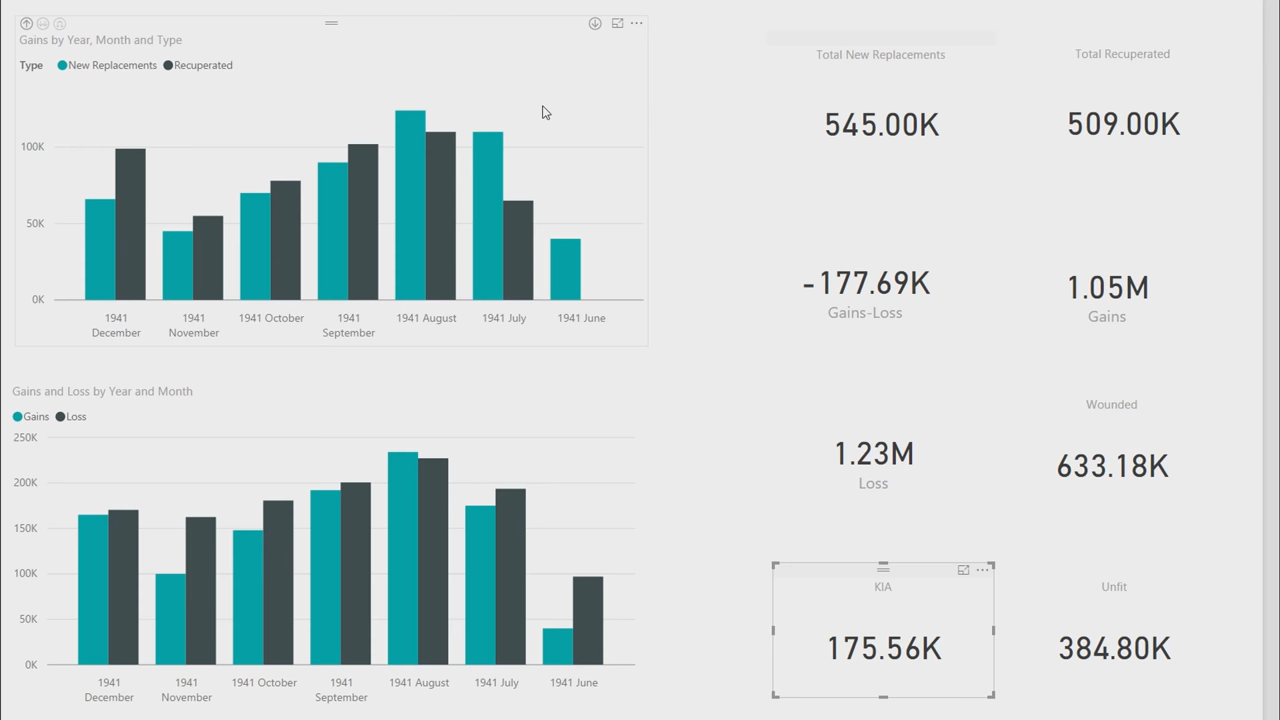 Gains by Year, Month and Type
Type New Replacements Recuperated
100K
50K
0K
1941 December
1941 November
1941 October
1941 September
1941 August
1941 July
1941 June
Gains and Loss by Year and Month
Gains Loss
250K
200K
150K
100K
50K
0K
1941 December
1941 November
1941 October
1941 September
1941 August
1941 July
1941 June
Total New Replacements
545.00K
Total Recuperated
509.00K
-177.69K
Gains-Loss
1.05M
Gains
1.23M
Loss
Wounded
633.18K
KIA
175.56K
Unfit
384.80K